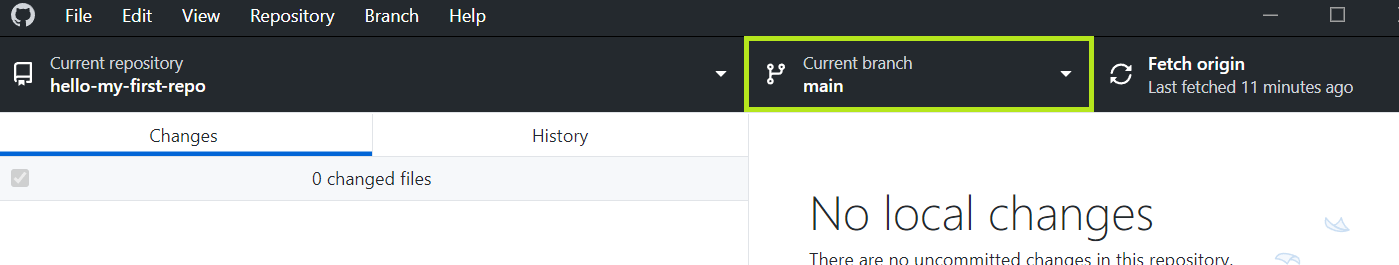 File Edit View Repository Branch Help
Current repository
hello-my-first-repo
Current branch
main
Fetch origin
Last fetched 11 minutes ago
Changes History
0 changed files
No local changes
There are no uncommitted changes in this repository.